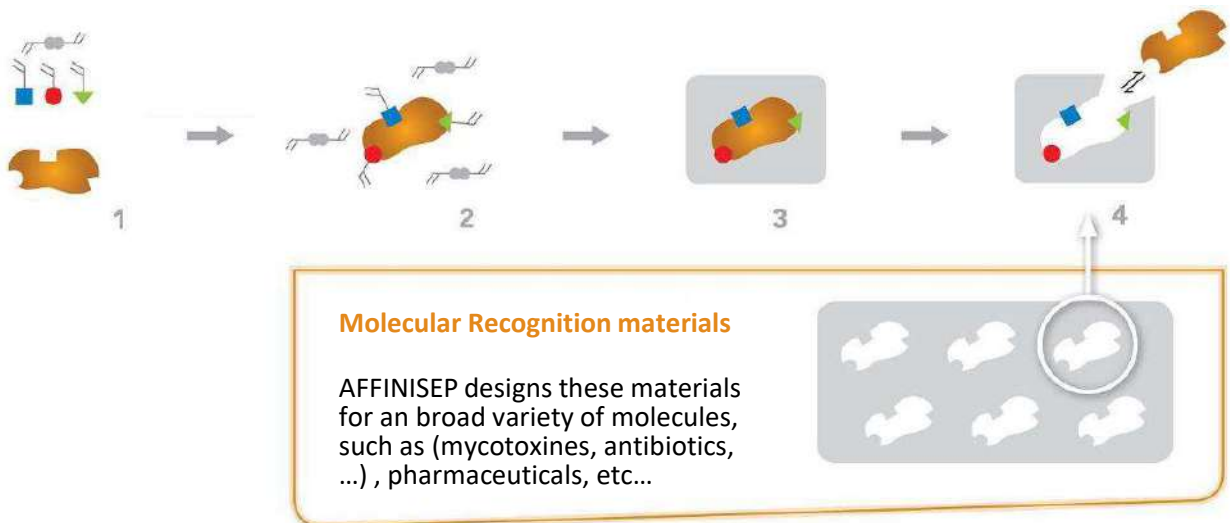 1
2
3
4
Molecular Recognition materials
AFFINISEP designs these materials
for an broad variety of molecules,
such as (mycotoxines, antibiotics,
…) , pharmaceuticals, etc…